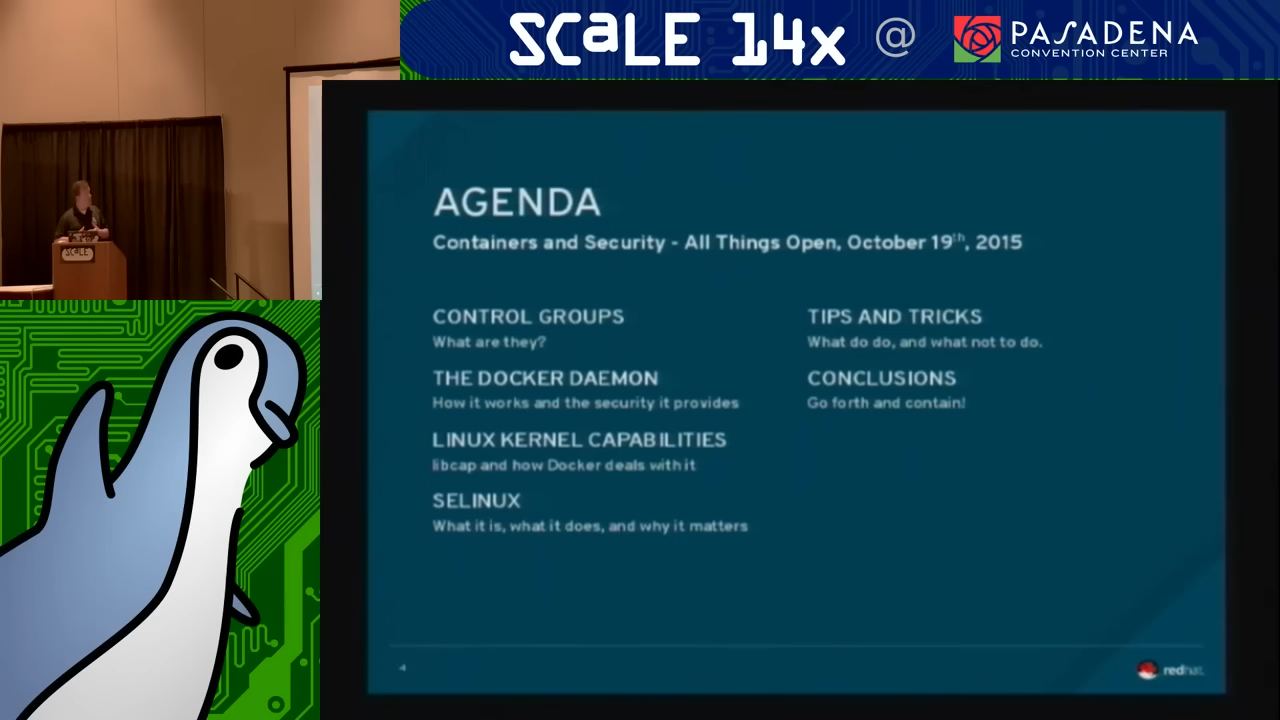 SCaLE 14x @ PASADENA
CONVENTION CENTER
SCaLE
AGENDA
Containers and Security - All Things Open, October 19th, 2015
CONTROL GROUPS
What are they?
THE DOCKER DAEMON
How it works and the security it provides
LINUX KERNEL CAPABILITIES
libcap and how Docker deals with it
SELINUX
What it is, what it does, and why it matters
TIPS AND TRICKS
What do do, and what not to do.
CONCLUSIONS
Go forth and contain!
4
redhat